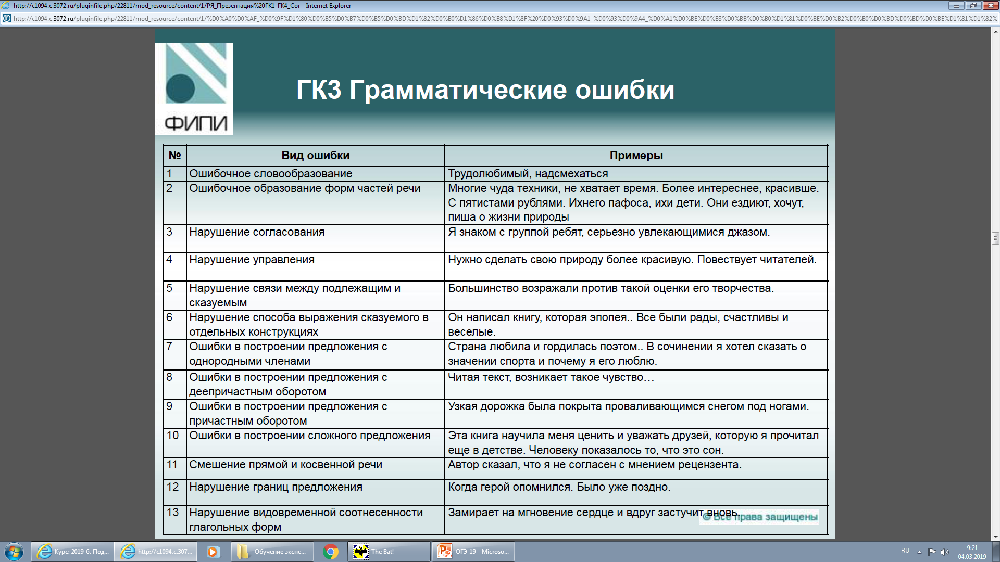 http://c1094.c.3072.ru/pluginfile.php/22811/mod_resource/content/1/РЯ_Презентация%20ГК1-ГК4_Сог - Internet Explorer
http://c1094.c.3072.ru/pluginfile.php/22811/mod_resource/content/1/%D0%A0%D0%AF_%D0%9F%D1%80%D0%B5%D0%B7%D0%B5%D0%BD%D1%82%D0%B0%D1%86%D0%B8%D1%8F%20%D0%93%D0%9A1-%D0%93%D0%9A4_%D0%A1%D0%BE%D0%B3%D0%BB%D0%B0%D1%81%D0%BE%D0%B2%D0%B0%D0%BD%D0%BD%D0%BE%D1%81%D1%82%
ФИПИ
ГК3 Грамматические ошибки
№ Вид ошибки Примеры
1 Ошибочное словообразование Трудолюбимый, надсмехаться
2 Ошибочное образование форм частей речи Многие чуда техники, не хватает время. Более интереснее, красивше.
С пятистами рублями. Ихнего пафоса, ихи дети. Они ездиют, хочут,
пиша о жизни природы
3 Нарушение согласования Я знаком с группой ребят, серьезно увлекающимися джазом.
4 Нарушение управления Нужно сделать свою природу более красивую. Повествует читателей.
5 Нарушение связи между подлежащим и Большинство возражали против такой оценки его творчества.
сказуемым
6 Нарушение способа выражения сказуемого в Он написал книгу, которая эпопея.. Все были рады, счастливы и
отдельных конструкциях веселые.
7 Ошибки в построении предложения с Страна любила и гордилась поэтом.. В сочинении я хотел сказать о
однородными членами значении спорта и почему я его люблю.
8 Ошибки в построении предложения с Читая текст, возникает такое чувство…
деепричастным оборотом
9 Ошибки в построении предложения с Узкая дорожка была покрыта проваливающимся снегом под ногами.
причастным оборотом
10 Ошибки в построении сложного предложения Эта книга научила меня ценить и уважать друзей, которую я прочитал
еще в детстве. Человеку показалось то, что это сон.
11 Смешение прямой и косвенной речи Автор сказал, что я не согласен с мнением рецензента.
12 Нарушение границ предложения Когда герой опомнился. Было уже поздно.
13 Нарушение видовременной соотнесенности Замирает на мгновение сердце и вдруг застучит вновь.
глагольных форм
© Все права защищены
Курс: 2019-6. Под... http://c1094.c.307... Обучение экспе... The Bat! ОГЭ-19 - Microso... RU 9:21
04.03.2019